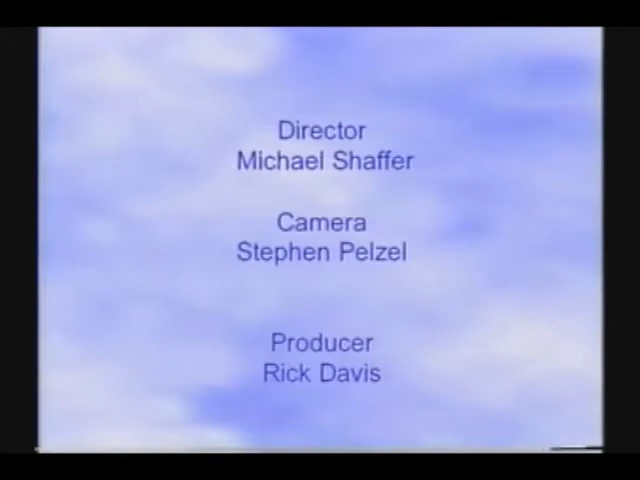 Director
Michael Shaffer
Camera
Stephen Pelzel
Producer
Rick Davis